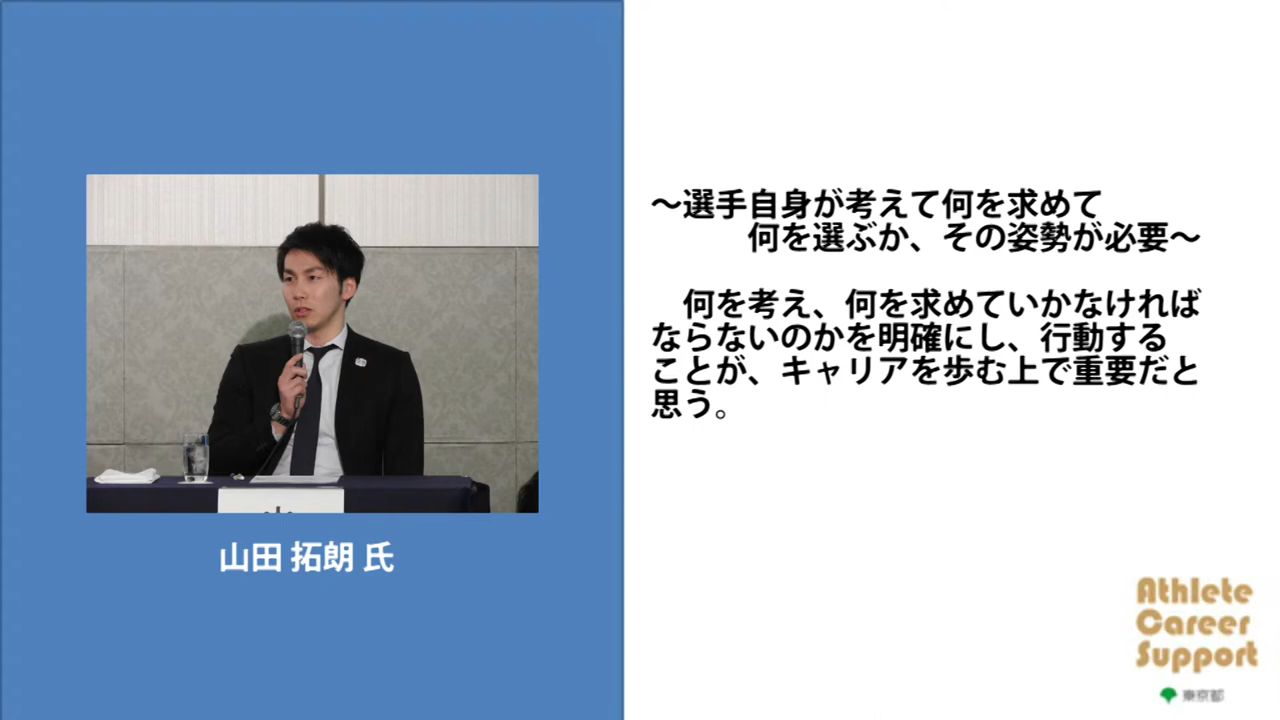 ～選手自身が考えて何を求めて
何を選ぶか、その姿勢が必要～
何を考え、何を求めていかなければ
ならないのかを明確にし、行動する
ことが、キャリアを歩む上で重要だと
思う。
山田 拓朗 氏
Athlete
Career
Support
東京都